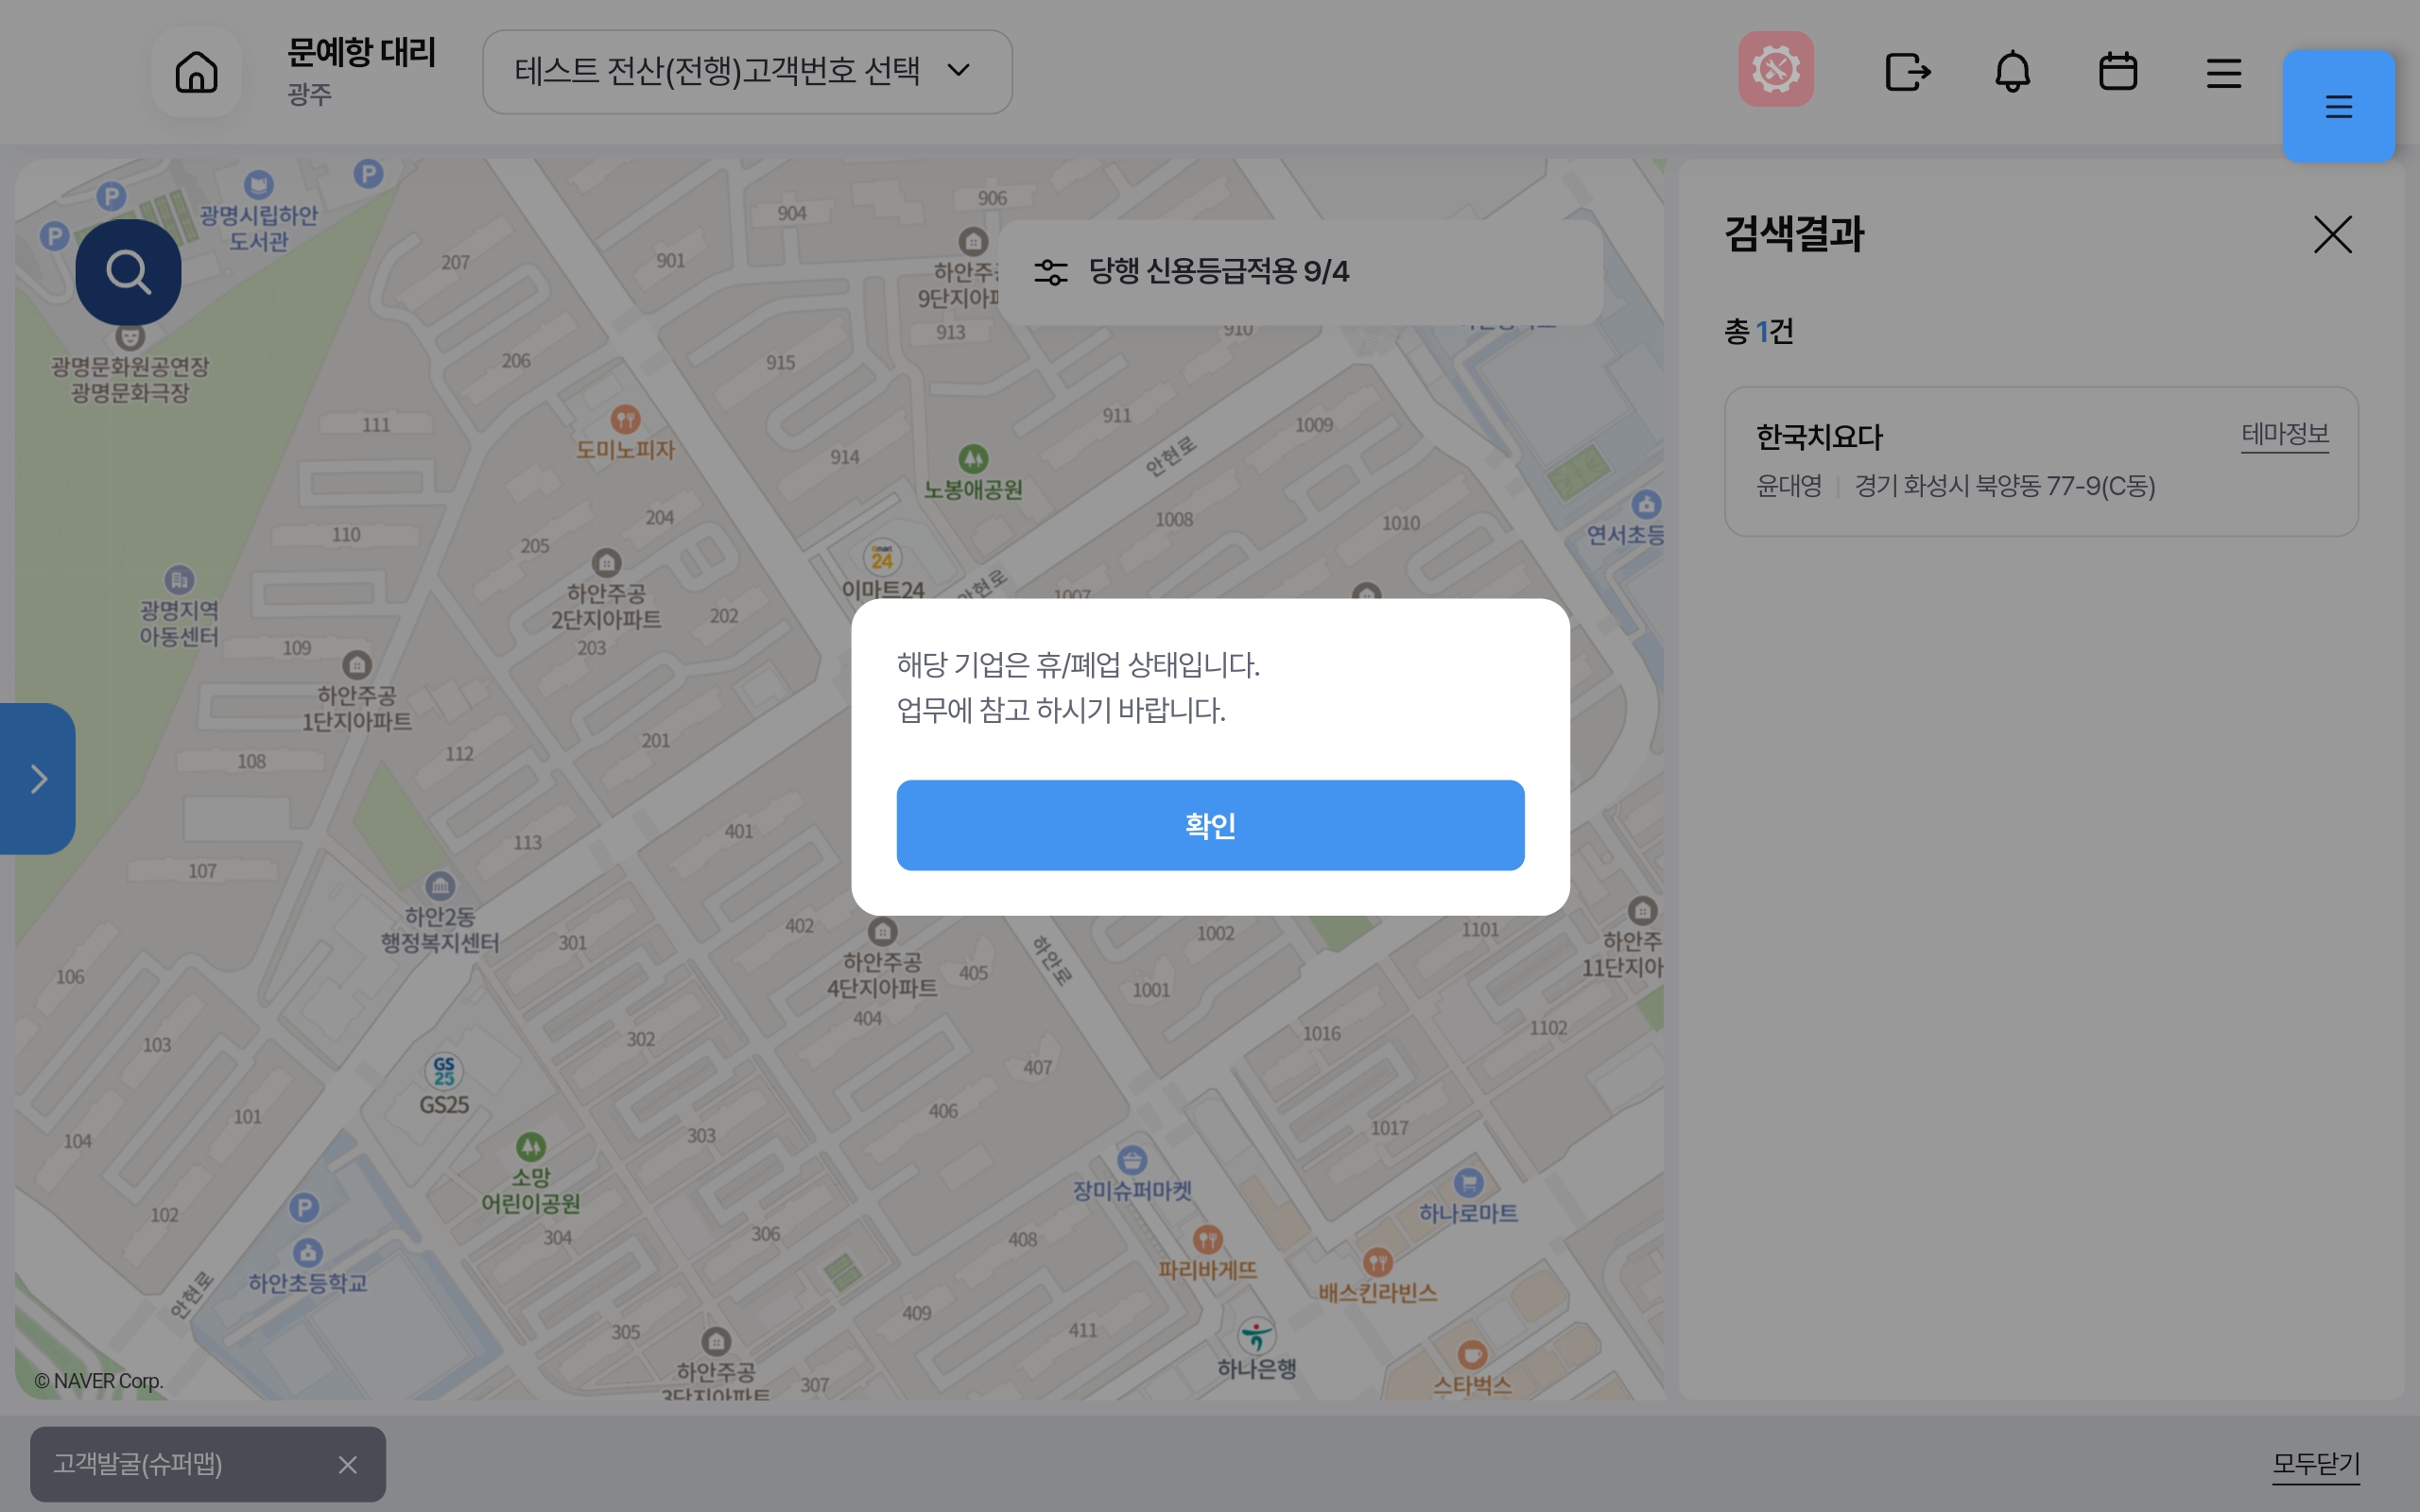 문예항 대리
광주
테스트 전산(전행)고객번호 선택
광명시립하안
도서관
904
906
207
901
하안주공
9단지아파
당행 신용등급적용 9/4
913
910
206
915
광명문화원공연장
광명문화극장
111
911
1009
안현로
도미노피자
914
노봉애공원
204
1008
1010
110
205
연서초등
24
이마트24
안현로
1007
하안주공
2단지아파트
광명지역
아동센터
202
109
203
하안주공
1단지아파트
201
112
108
401
113
107
하안2동
행정복지센터
301
402
1002
1101
하안주
11단지아
하안주공
4단지아파트
405
하안로
106
1001
404
302
1016
1102
103
407
GS
25
GS25
101
406
104
303
1017
소망
어린이공원
장미슈퍼마켓
102
하나로마트
304
306
408
하안초등학교
안현로
파리바게뜨
배스킨라빈스
305
409
411
하안주공
3단지아파트
307
하나은행
스타벅스
© NAVER Corp.
검색결과
총 1건
한국치요다
테마정보
윤대영 | 경기 화성시 북양동 77-9(C동)
해당 기업은 휴/폐업 상태입니다.
업무에 참고 하시기 바랍니다.
확인
고객발굴(슈퍼맵)
모두닫기